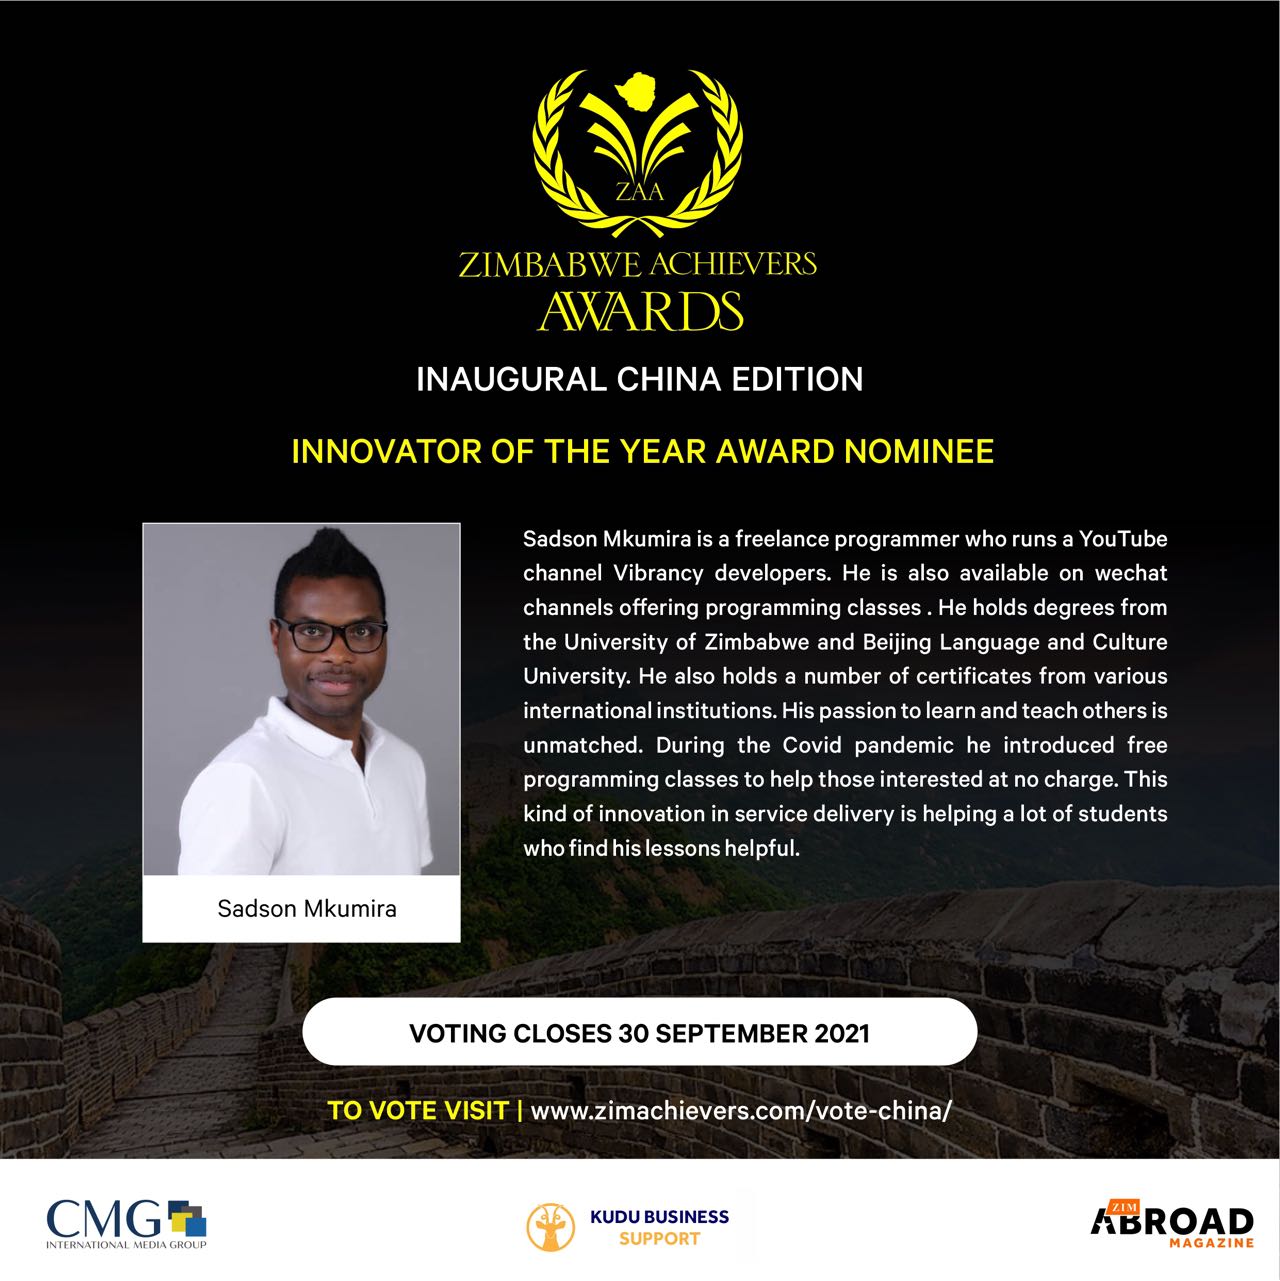 ZAA
ZIMBABWE ACHIEVERS
AWARDS
INAUGURAL CHINA EDITION
INNOVATOR OF THE YEAR AWARD NOMINEE
Sadson Mkumira is a freelance programmer who runs a YouTube
channel Vibrancy developers. He is also available on wechat
channels offering programming classes . He holds degrees from
the University of Zimbabwe and Beijing Language and Culture
University. He also holds a number of certificates from various
international institutions. His passion to learn and teach others is
unmatched. During the Covid pandemic he introduced free
programming classes to help those interested at no charge. This
kind of innovation in service delivery is helping a lot of students
who find his lessons helpful.
Sadson Mkumira
VOTING CLOSES 30 SEPTEMBER 2021
TO VOTE VISIT | www.zimachievers.com/vote-china/
CMG
INTERNATIONAL MEDIA GROUP
KUDU BUSINESS
SUPPORT
ZIM
ABROAD
MAGAZINE